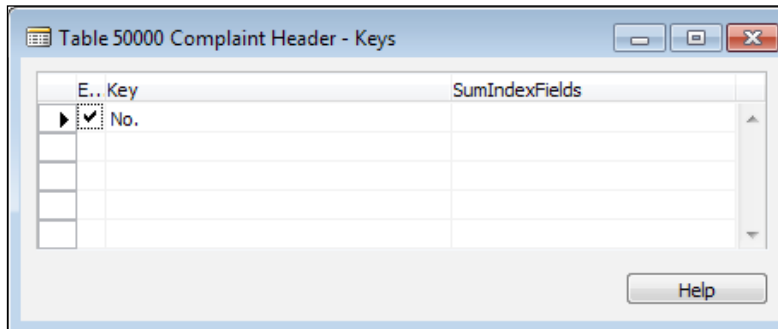 Table 50000 Complaint Header - Keys
E.. Key SumIndexFields
No.
Help